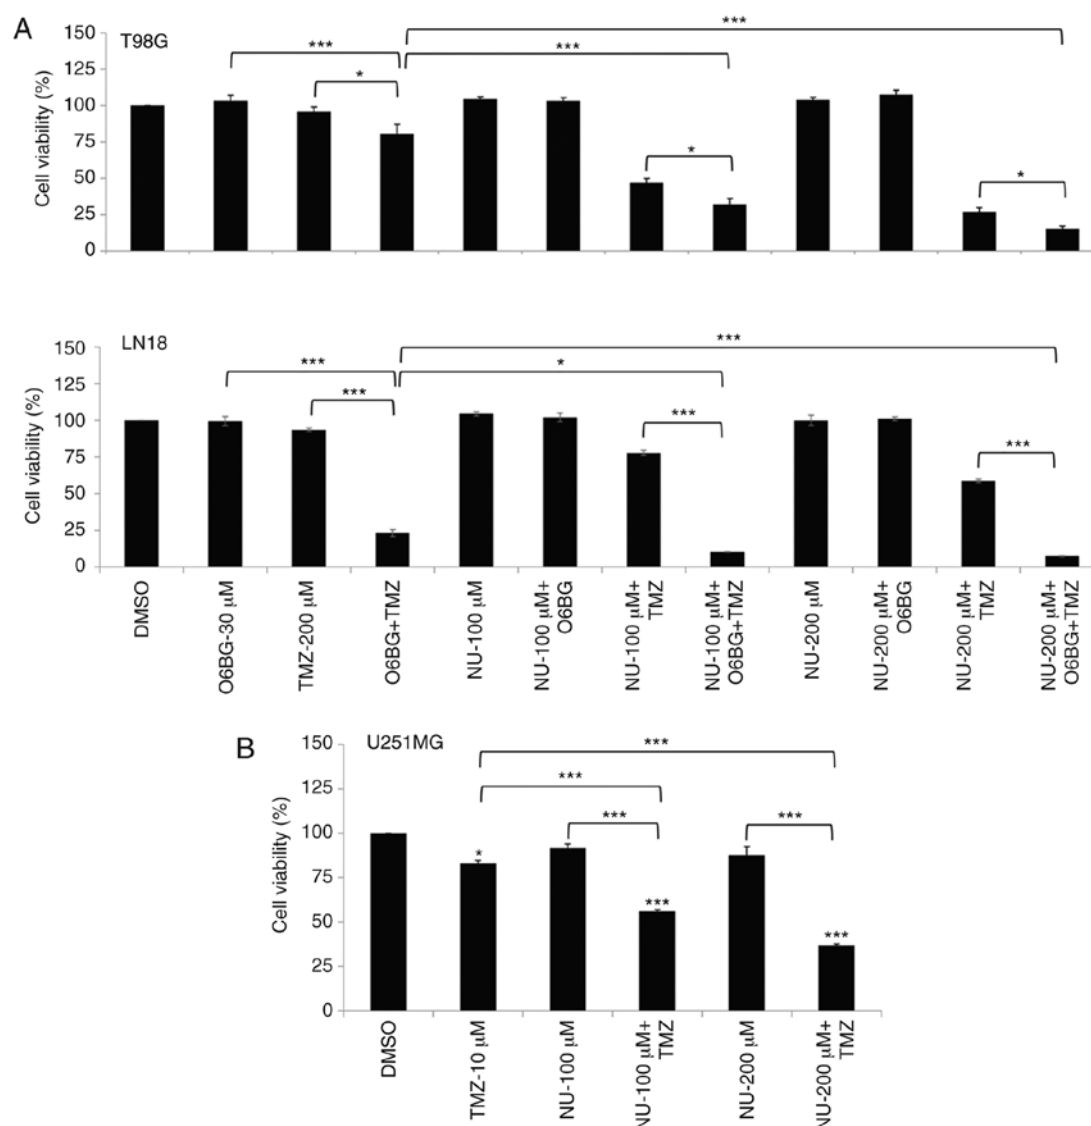 A
T98G
Cell viability (%)
150
125
100
75
50
25
0
***
***
***
*
*
*
LN18
Cell viability (%)
150
125
100
75
50
25
0
***
*
***
***
***
***
DMSO
O6BG-30 μM
TMZ-200 μM
O6BG+TMZ
NU-100 μM
NU-100 μM+
O6BG
NU-100 μM+
TMZ
NU-100 μM+
O6BG+TMZ
NU-200 μM
NU-200 μM+
O6BG
NU-200 μM+
TMZ
NU-200 μM+
O6BG+TMZ
B
U251MG
Cell viability (%)
150
125
100
75
50
25
0
***
***
***
***
*
***
***
DMSO
TMZ-10 μM
NU-100 μM
NU-100 μM+
TMZ
NU-200 μM
NU-200 μM+
TMZ